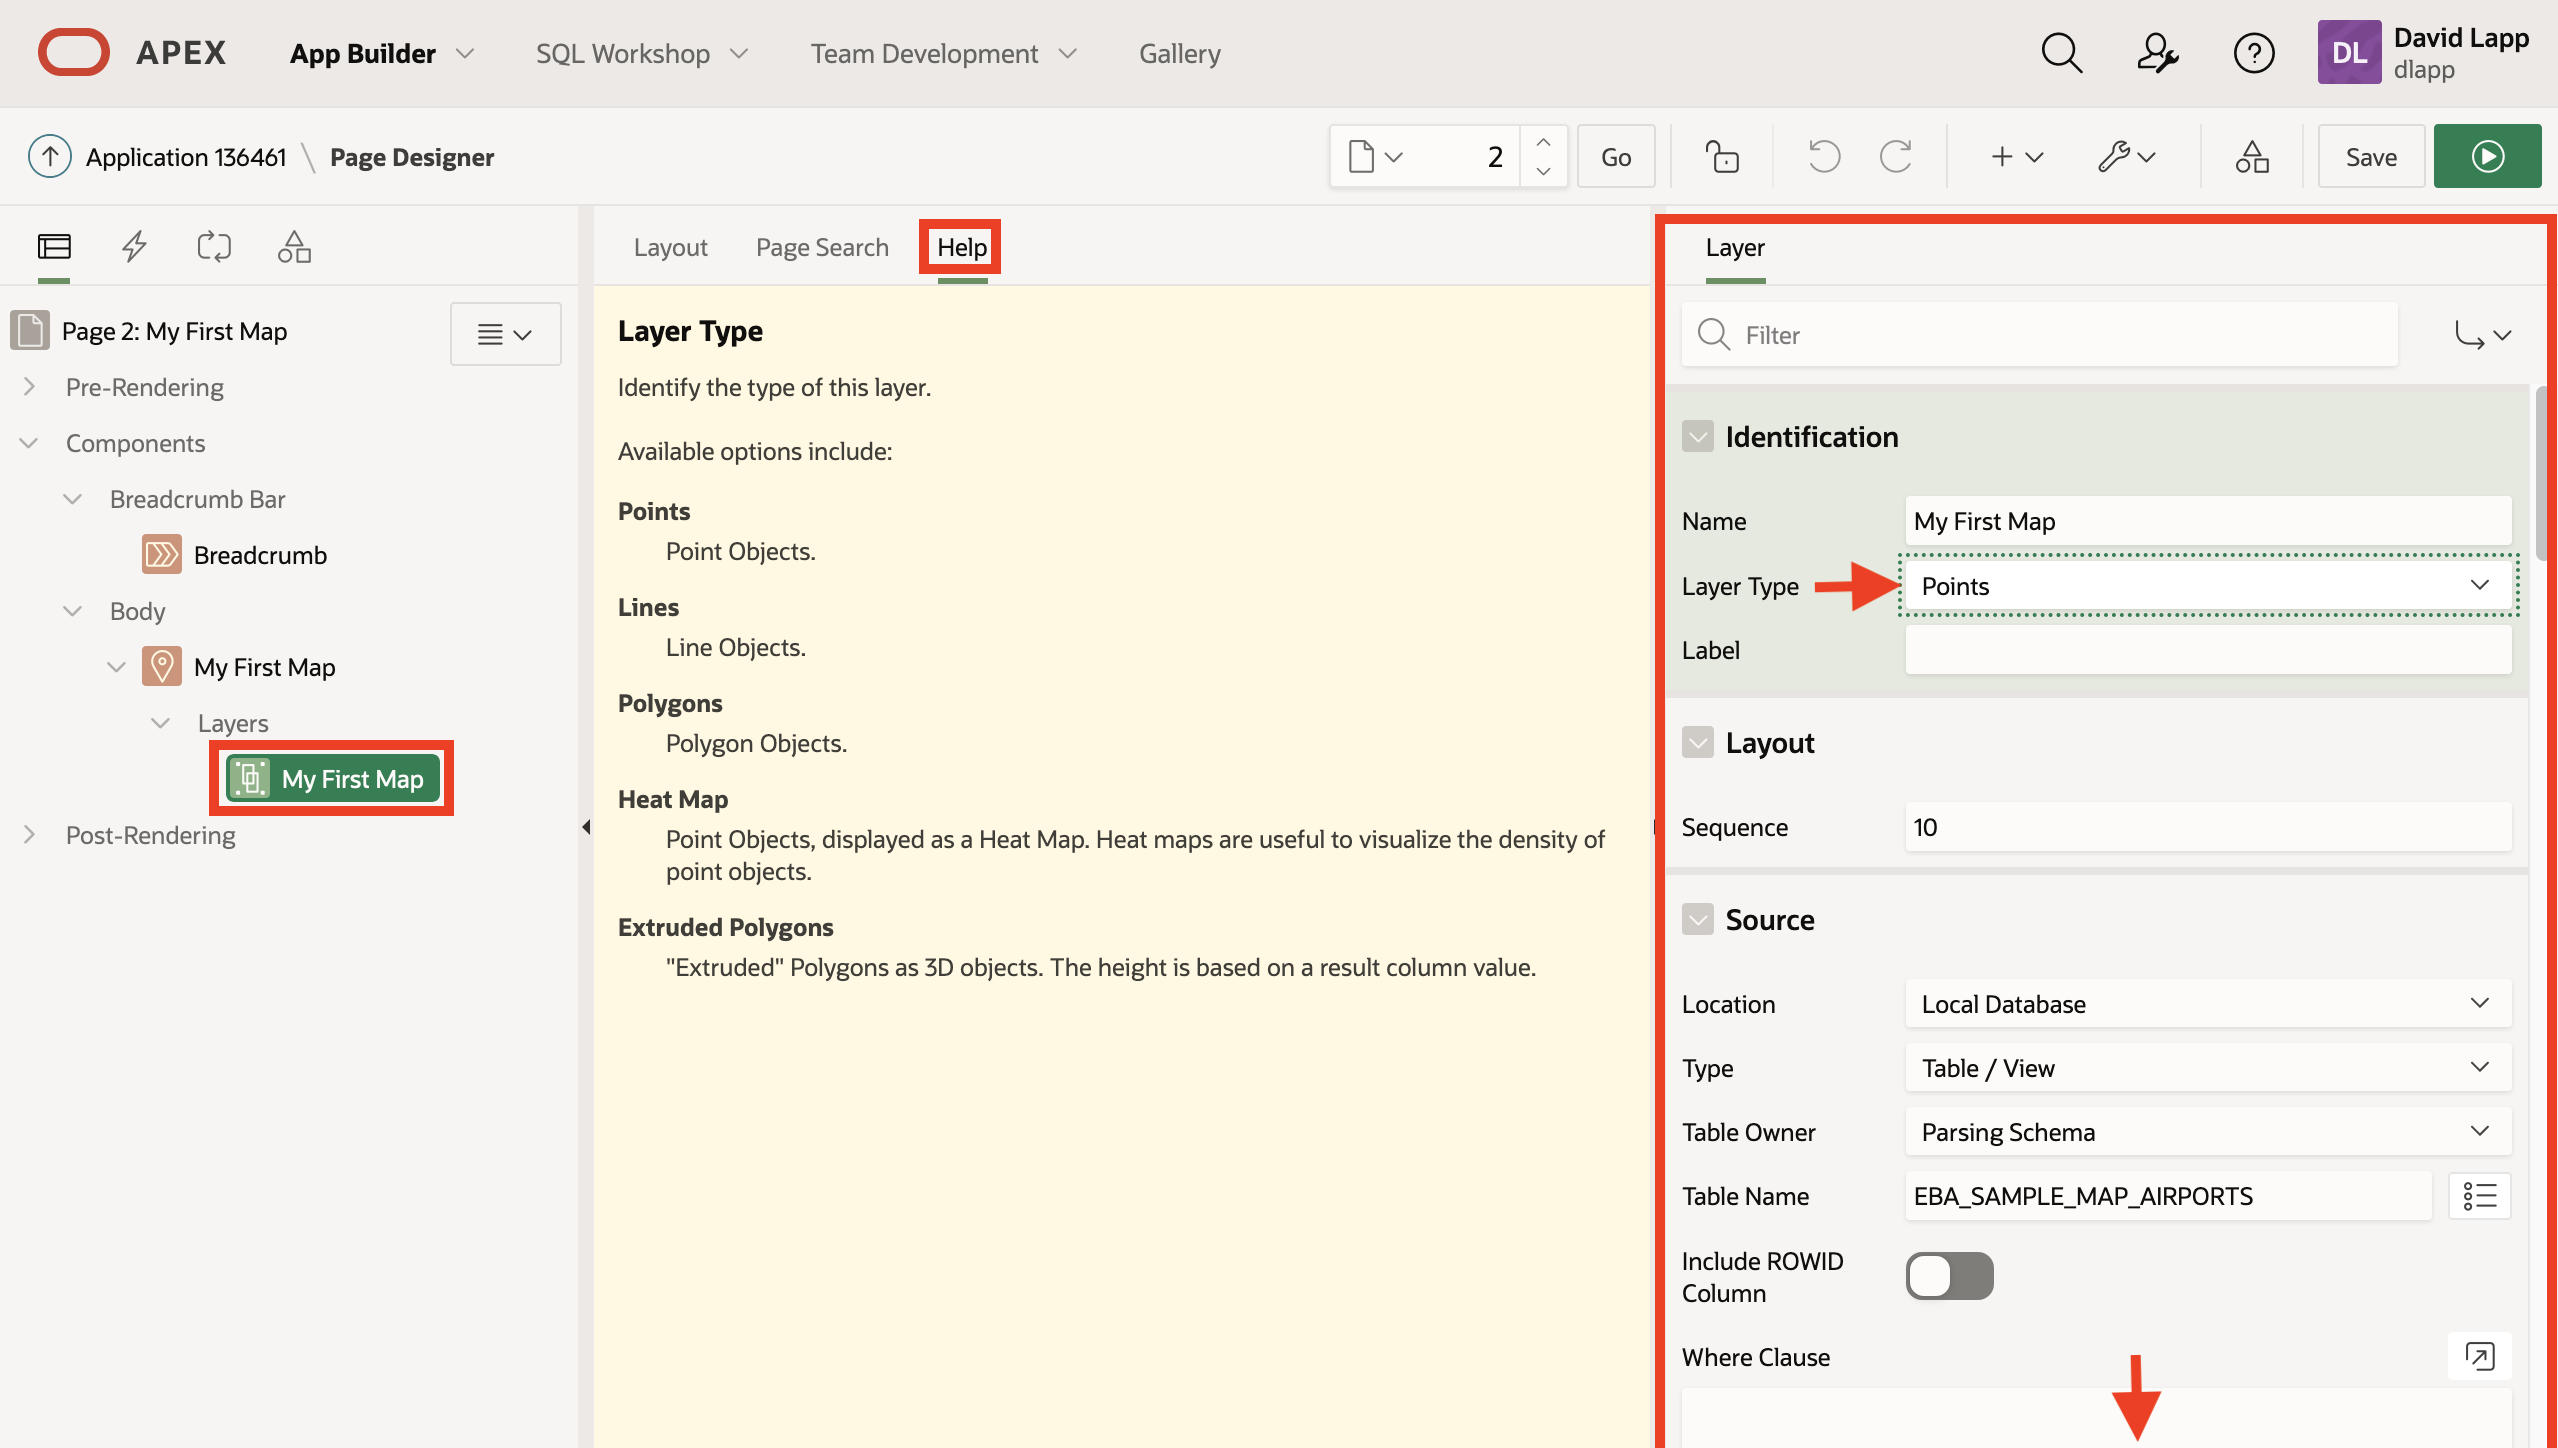 APEX
App Builder
SQL Workshop
Team Development
Gallery
DL
David Lapp
dlapp
Application 136461 \ Page Designer
2
Go
Save
Page 2: My First Map
Pre-Rendering
Components
Breadcrumb Bar
Breadcrumb
Body
My First Map
Layers
My First Map
Post-Rendering
Layout
Page Search
Help
Layer Type
Identify the type of this layer.
Available options include:
Points
Point Objects.
Lines
Line Objects.
Polygons
Polygon Objects.
Heat Map
Point Objects, displayed as a Heat Map. Heat maps are useful to visualize the density of
point objects.
Extruded Polygons
"Extruded" Polygons as 3D objects. The height is based on a result column value.
Layer
Filter
Identification
Name
My First Map
Layer Type
Points
Label
Layout
Sequence
10
Source
Location
Local Database
Type
Table / View
Table Owner
Parsing Schema
Table Name
EBA_SAMPLE_MAP_AIRPORTS
Include ROWID
Column
Where Clause